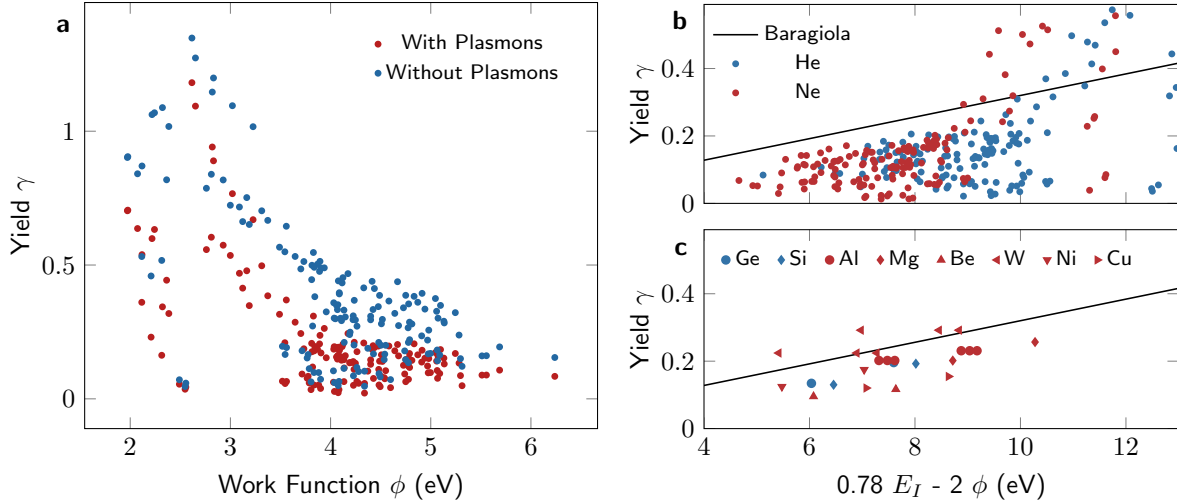 a
With Plasmons
Without Plasmons
Yield γ
1
0.5
0
2 3 4 5 6
Work Function ϕ (eV)
b
Baragiola
He
Ne
Yield γ
0.4
0.2
0
c
Ge Si Al Mg Be W Ni Cu
Yield γ
0.4
0.2
0
4 6 8 10 12
0.78 E_I - 2 ϕ (eV)